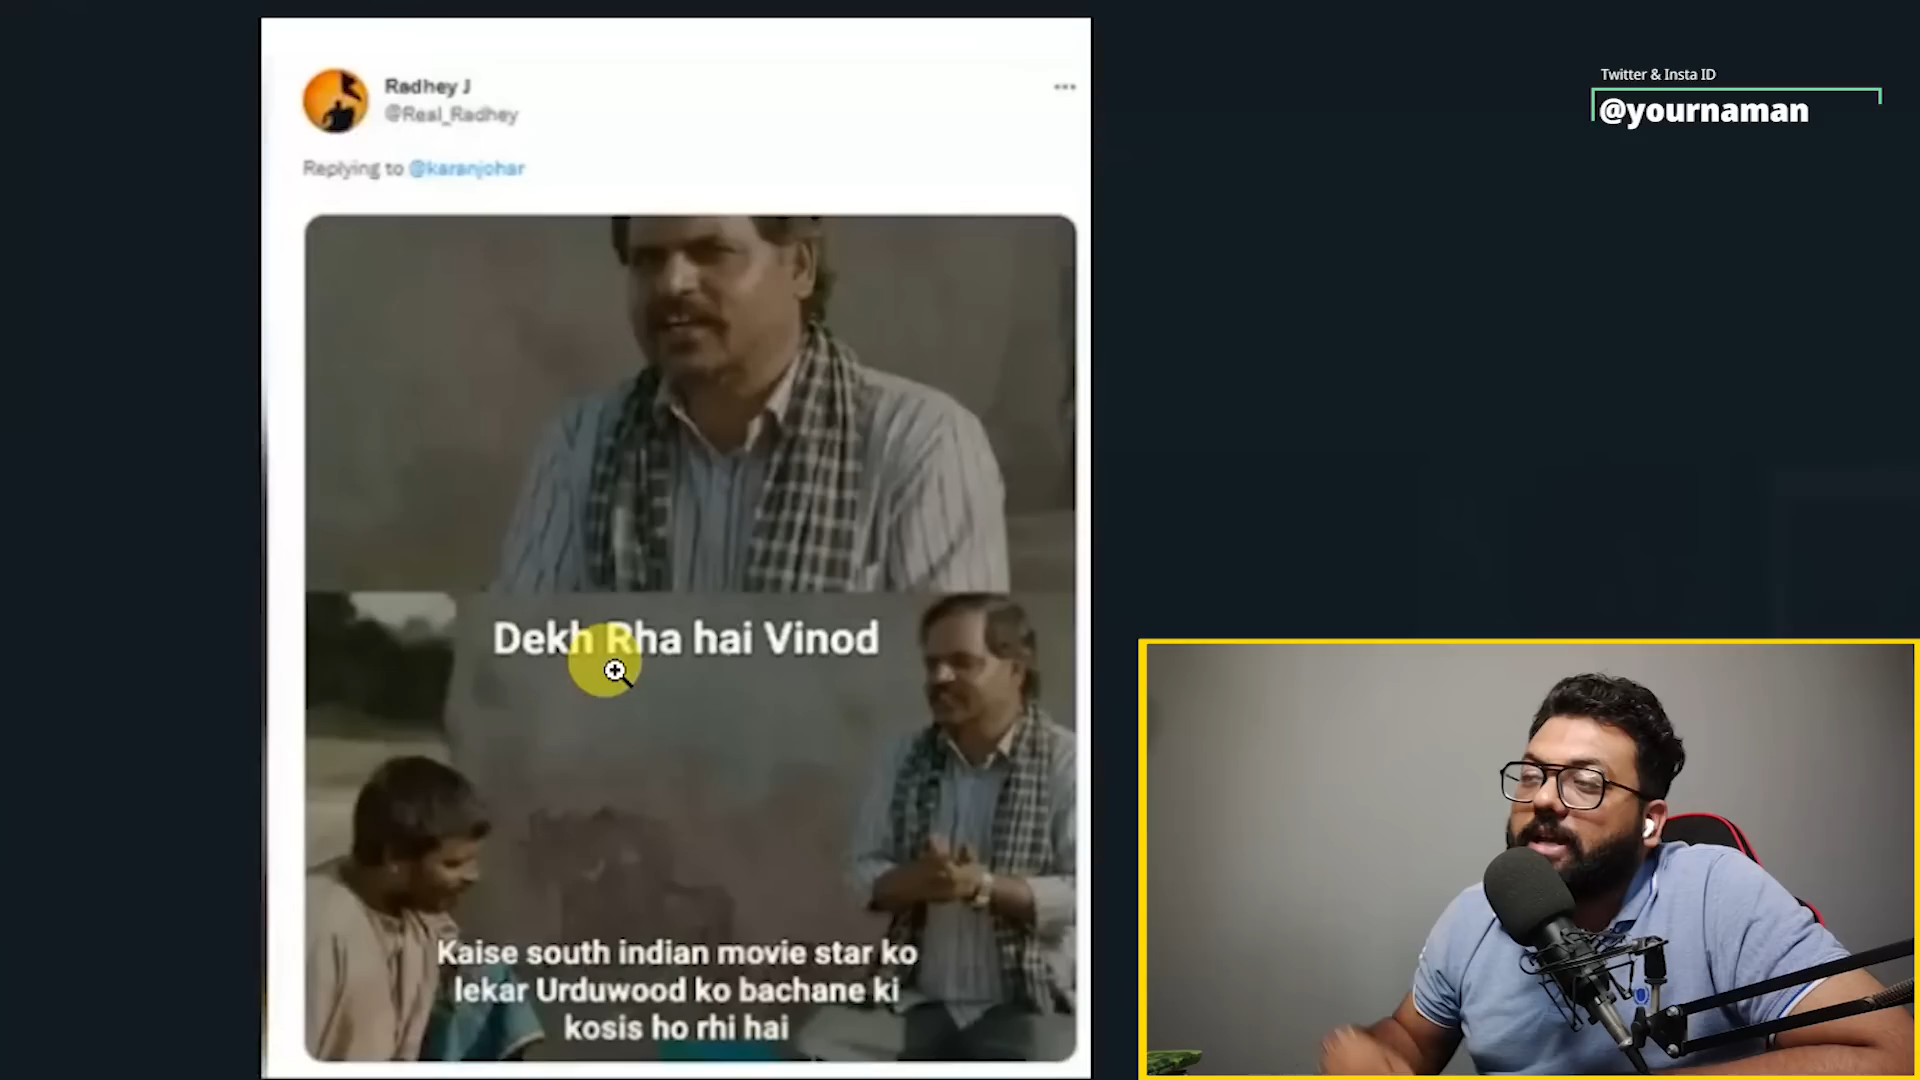 Twitter & Insta ID
@yournaman
Radhey J
@Real_Radhey
Replying to @karanjohar
Dekh Rha hai Vinod
Kaise south indian movie star ko
lekar Urduwood ko bachane ki
kosis ho rhi hai